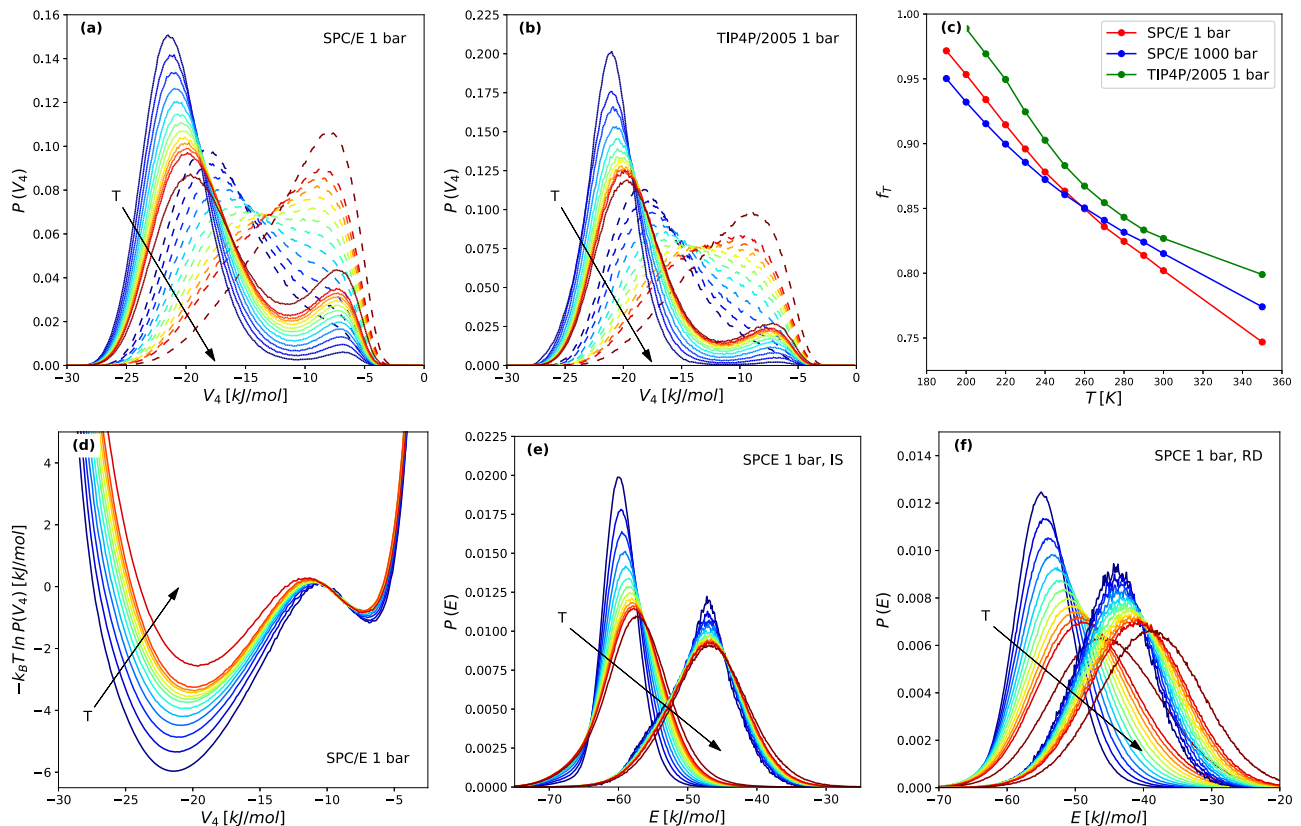 (a)
SPC/E 1 bar
T
P (V₄)
0.16
0.14
0.12
0.10
0.08
0.06
0.04
0.02
0.00
−30 −25 −20 −15 −10 −5 0
V₄ [kJ/mol]
(b)
TIP4P/2005 1 bar
T
P (V₄)
0.225
0.200
0.175
0.150
0.125
0.100
0.075
0.050
0.025
0.000
−30 −25 −20 −15 −10 −5 0
V₄ [kJ/mol]
(c)
SPC/E 1 bar
SPC/E 1000 bar
TIP4P/2005 1 bar
f_T
1.00
0.95
0.90
0.85
0.80
0.75
180 200 220 240 260 280 300 320 340 360
T [K]
(d)
T
SPC/E 1 bar
−k_BT ln P(V₄) [kJ/mol]
4
2
0
−2
−4
−6
−30 −25 −20 −15 −10 −5
V₄ [kJ/mol]
(e)
SPCE 1 bar, IS
T
P (E)
0.0225
0.0200
0.0175
0.0150
0.0125
0.0100
0.0075
0.0050
0.0025
0.0000
−70 −60 −50 −40 −30
E [kJ/mol]
(f)
SPCE 1 bar, RD
T
P (E)
0.014
0.012
0.010
0.008
0.006
0.004
0.002
0.000
−70 −60 −50 −40 −30 −20
E [kJ/mol]